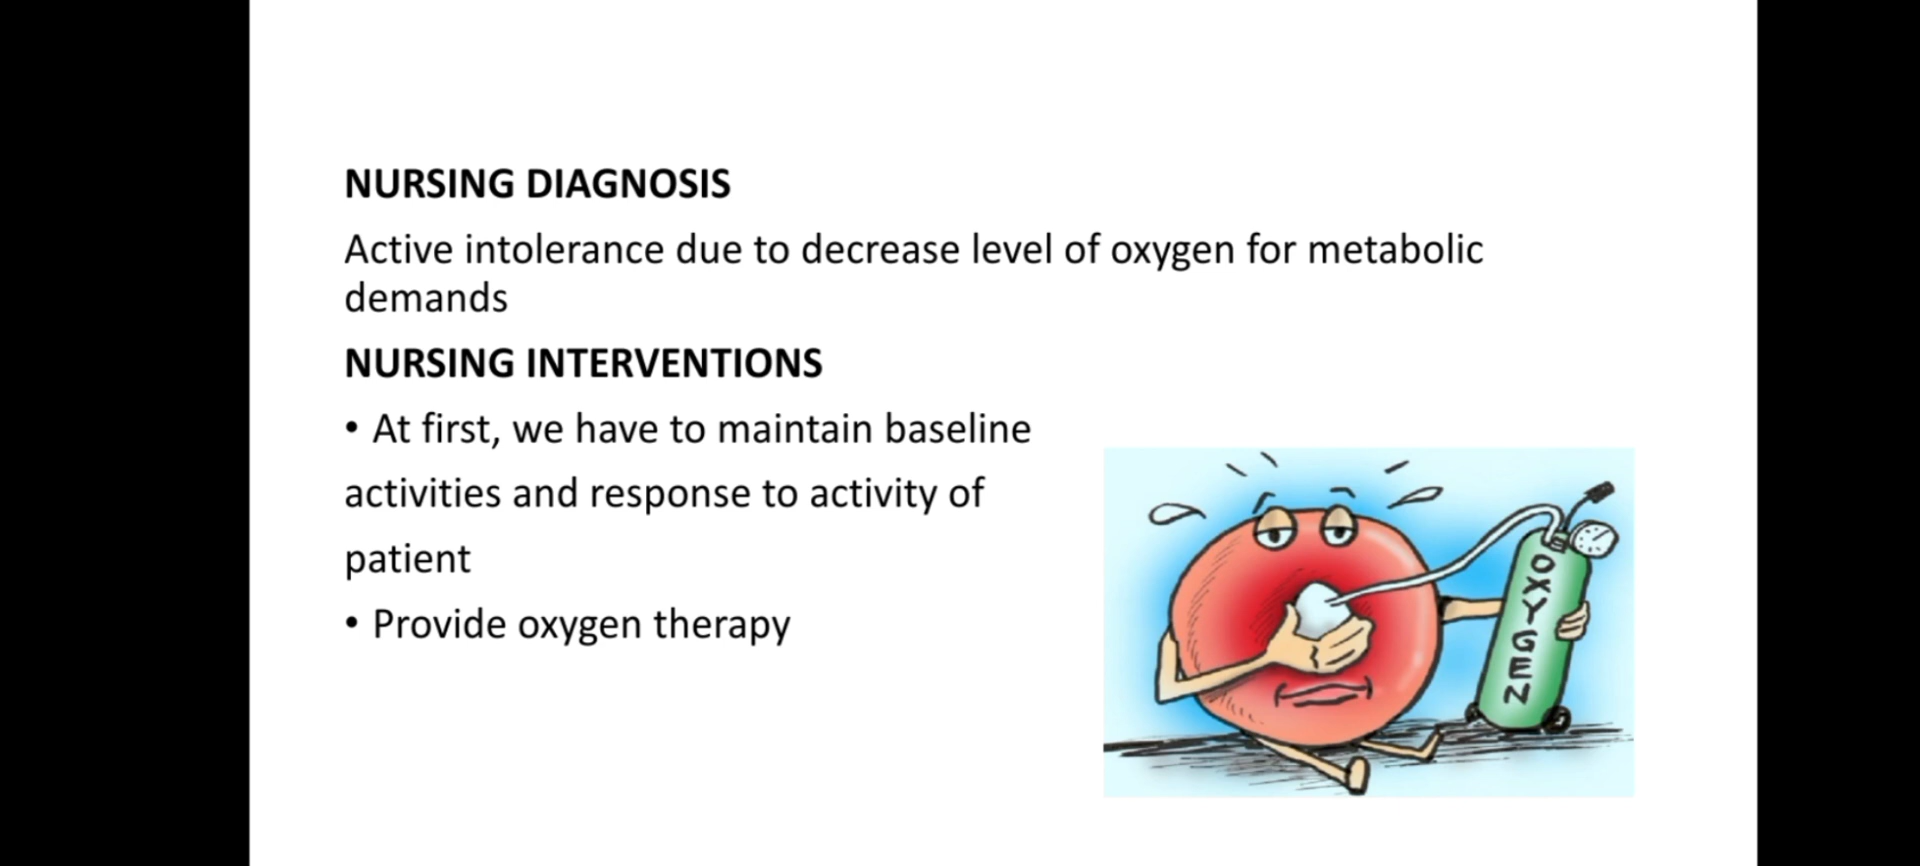 NURSING DIAGNOSIS
Active intolerance due to decrease level of oxygen for metabolic
demands
NURSING INTERVENTIONS
• At first, we have to maintain baseline
activities and response to activity of
patient
• Provide oxygen therapy
OXYGEN